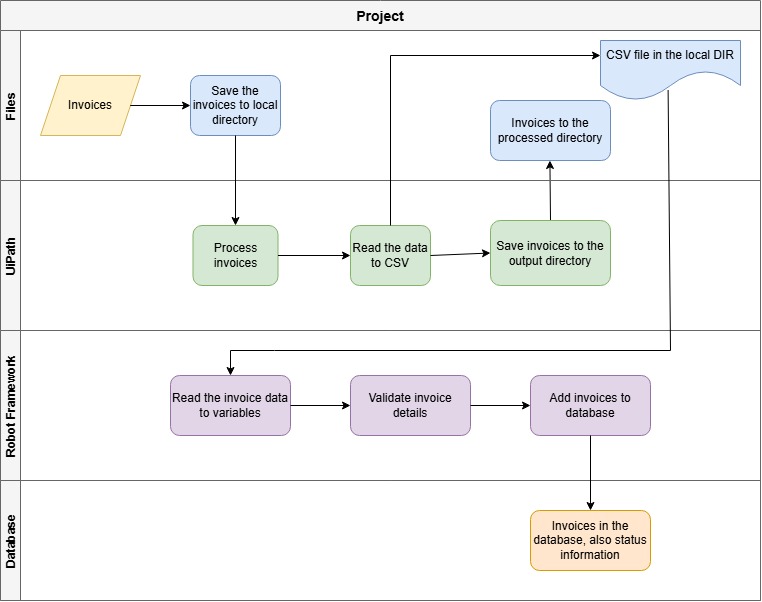 Project
Files
Invoices
Save the
invoices to local
directory
CSV file in the local DIR
Invoices to the
processed directory
UiPath
Process
invoices
Read the data
to CSV
Save invoices to the
output directory
Robot Framework
Read the invoice data
to variables
Validate invoice
details
Add invoices to
database
Database
Invoices in the
database, also status
information